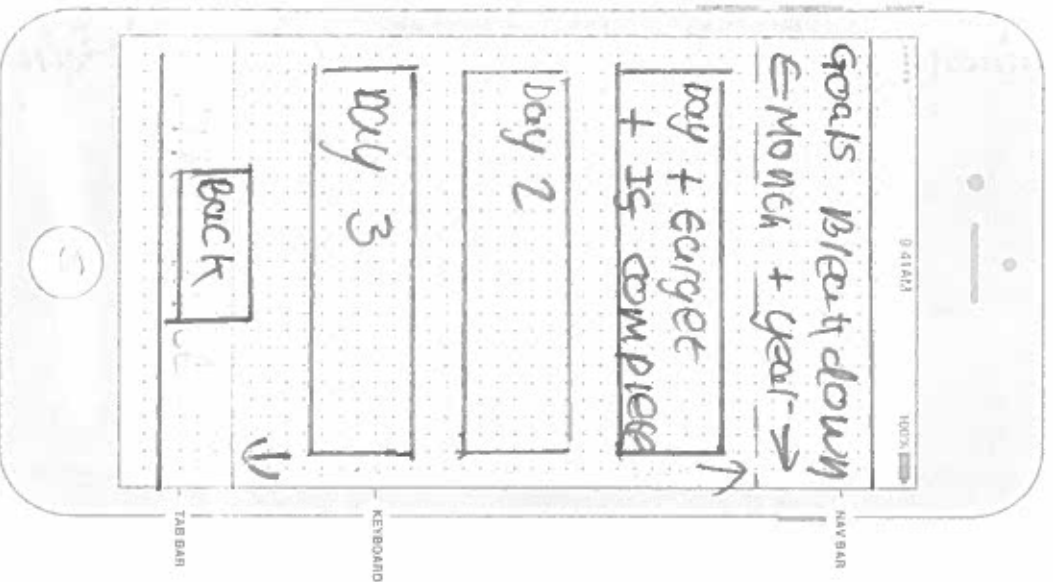 9:41 AM
100%
NAV BAR
Goals Breakdown
← Month + year →
Day + target
+ Is complete
Day 2
Day 3
KEYBOARD
Back
TAB BAR